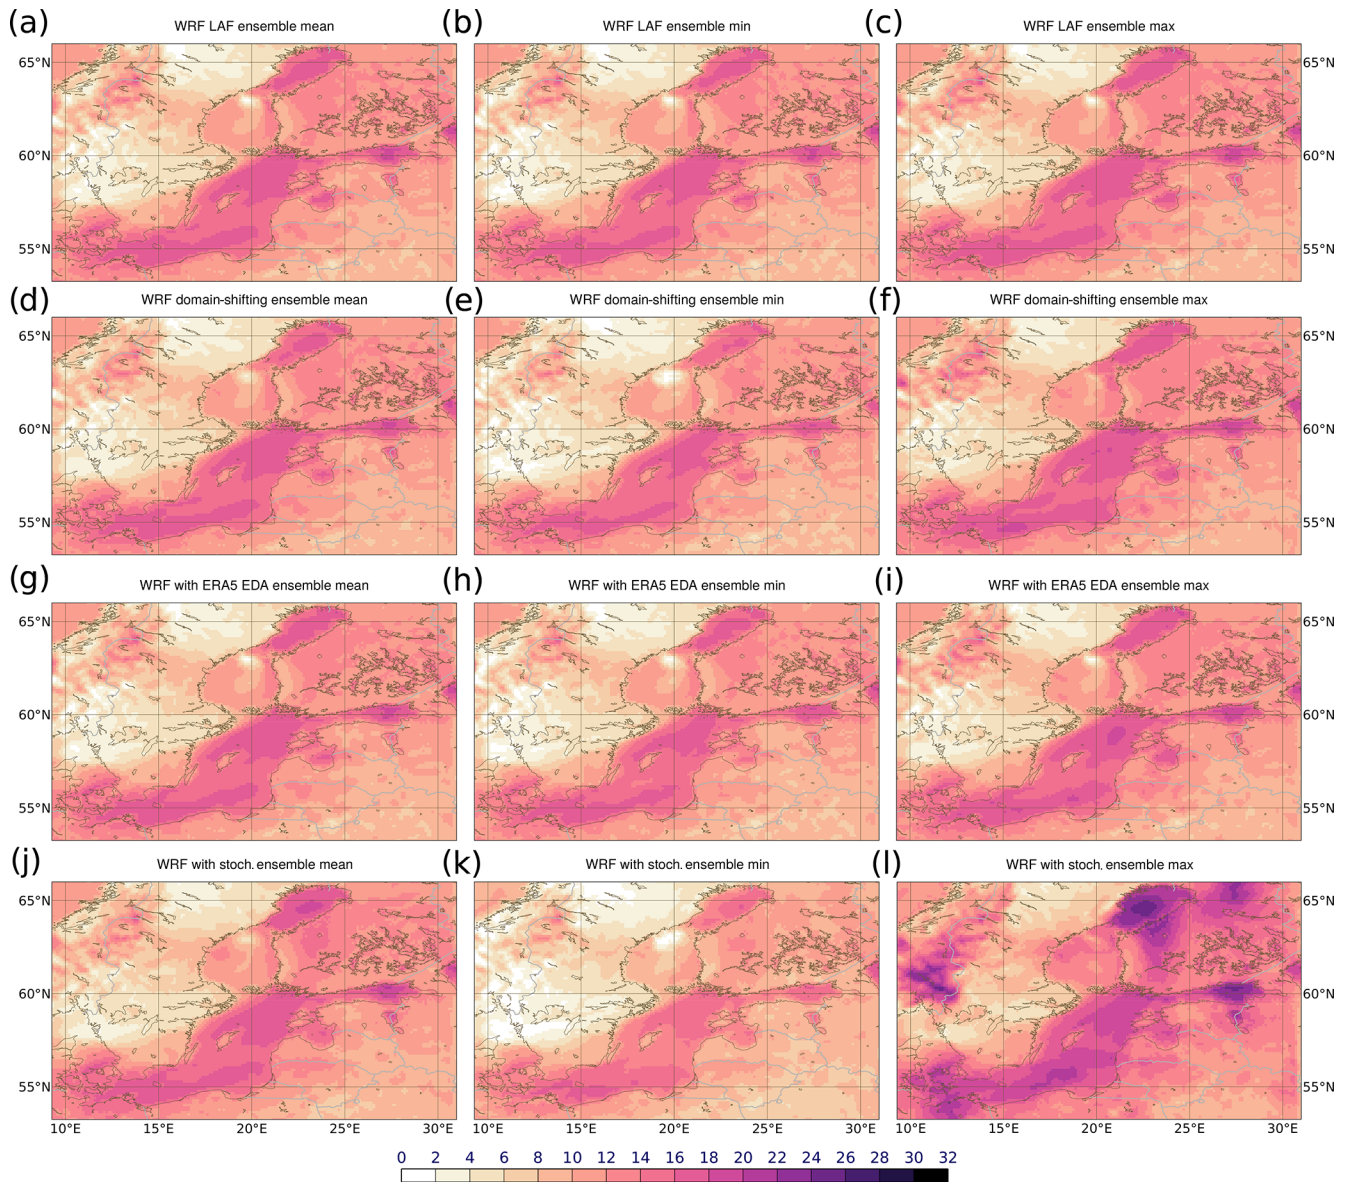 (a) WRF LAF ensemble mean (b) WRF LAF ensemble min (c) WRF LAF ensemble max
65°N 65°N
60°N 60°N
55°N 55°N
(d) WRF domain-shifting ensemble mean (e) WRF domain-shifting ensemble min (f) WRF domain-shifting ensemble max
65°N 65°N
60°N 60°N
55°N 55°N
(g) WRF with ERA5 EDA ensemble mean (h) WRF with ERA5 EDA ensemble min (i) WRF with ERA5 EDA ensemble max
65°N 65°N
60°N 60°N
55°N 55°N
(j) WRF with stoch. ensemble mean (k) WRF with stoch. ensemble min (l) WRF with stoch. ensemble max
65°N 65°N
60°N 60°N
55°N 55°N
10°E 15°E 20°E 25°E 30°E 10°E 15°E 20°E 25°E 30°E 10°E 15°E 20°E 25°E 30°E
0 2 4 6 8 10 12 14 16 18 20 22 24 26 28 30 32